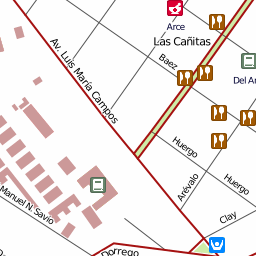 Arce
Las Cañitas
Baez
Av. Luis María Campos
Del Ar
Huergo
Huergo
Arévalo
Manuel N. Savio
Clay
Dorrego